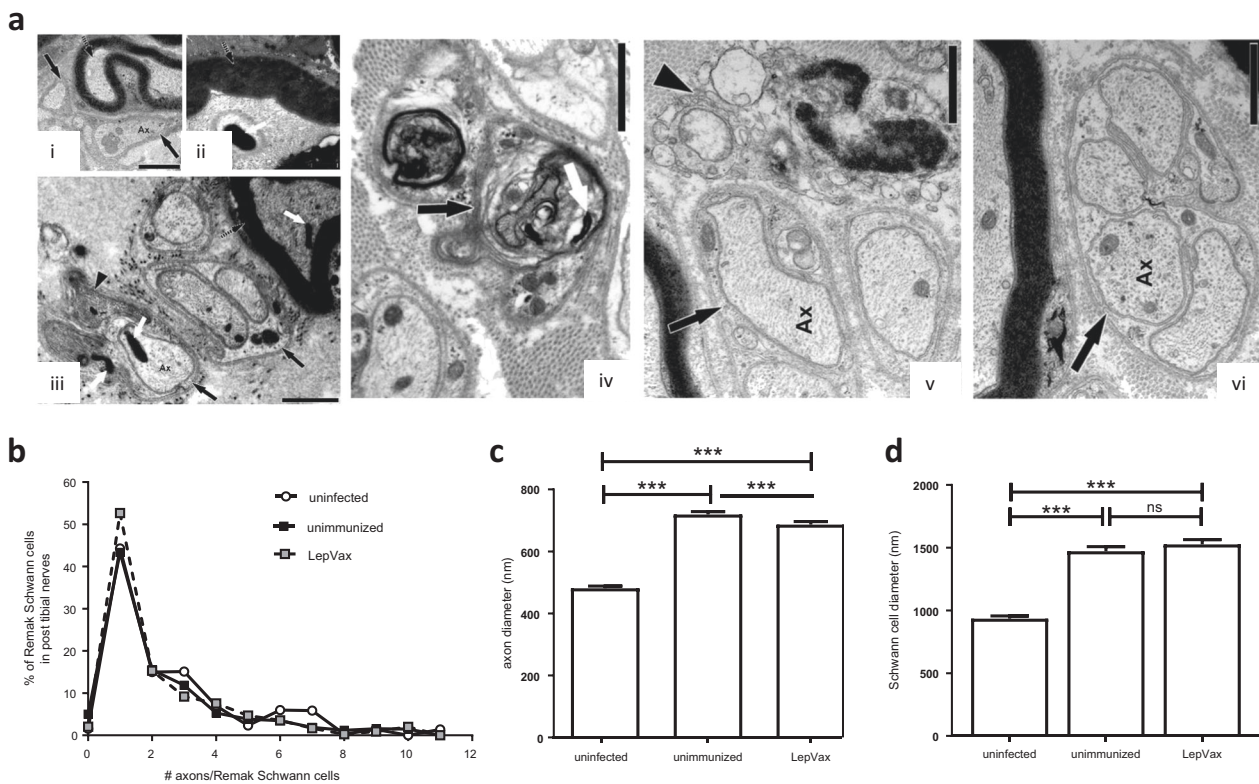 a
i
ii
Ax
iii
Ax
iv
v
Ax
vi
Ax
b
% of Remak Schwann cells
in post tibial nerves
60
50
40
30
20
10
0
0
2
4
6
8
10
12
# axons/Remak Schwann cells
uninfected
unimmunized
LepVax
c
axon diameter (nm)
800
600
400
200
0
***
***
***
uninfected
unimmunized
LepVax
d
Schwann cell diameter (nm)
2000
1500
1000
500
0
***
***
ns
uninfected
unimmunized
LepVax